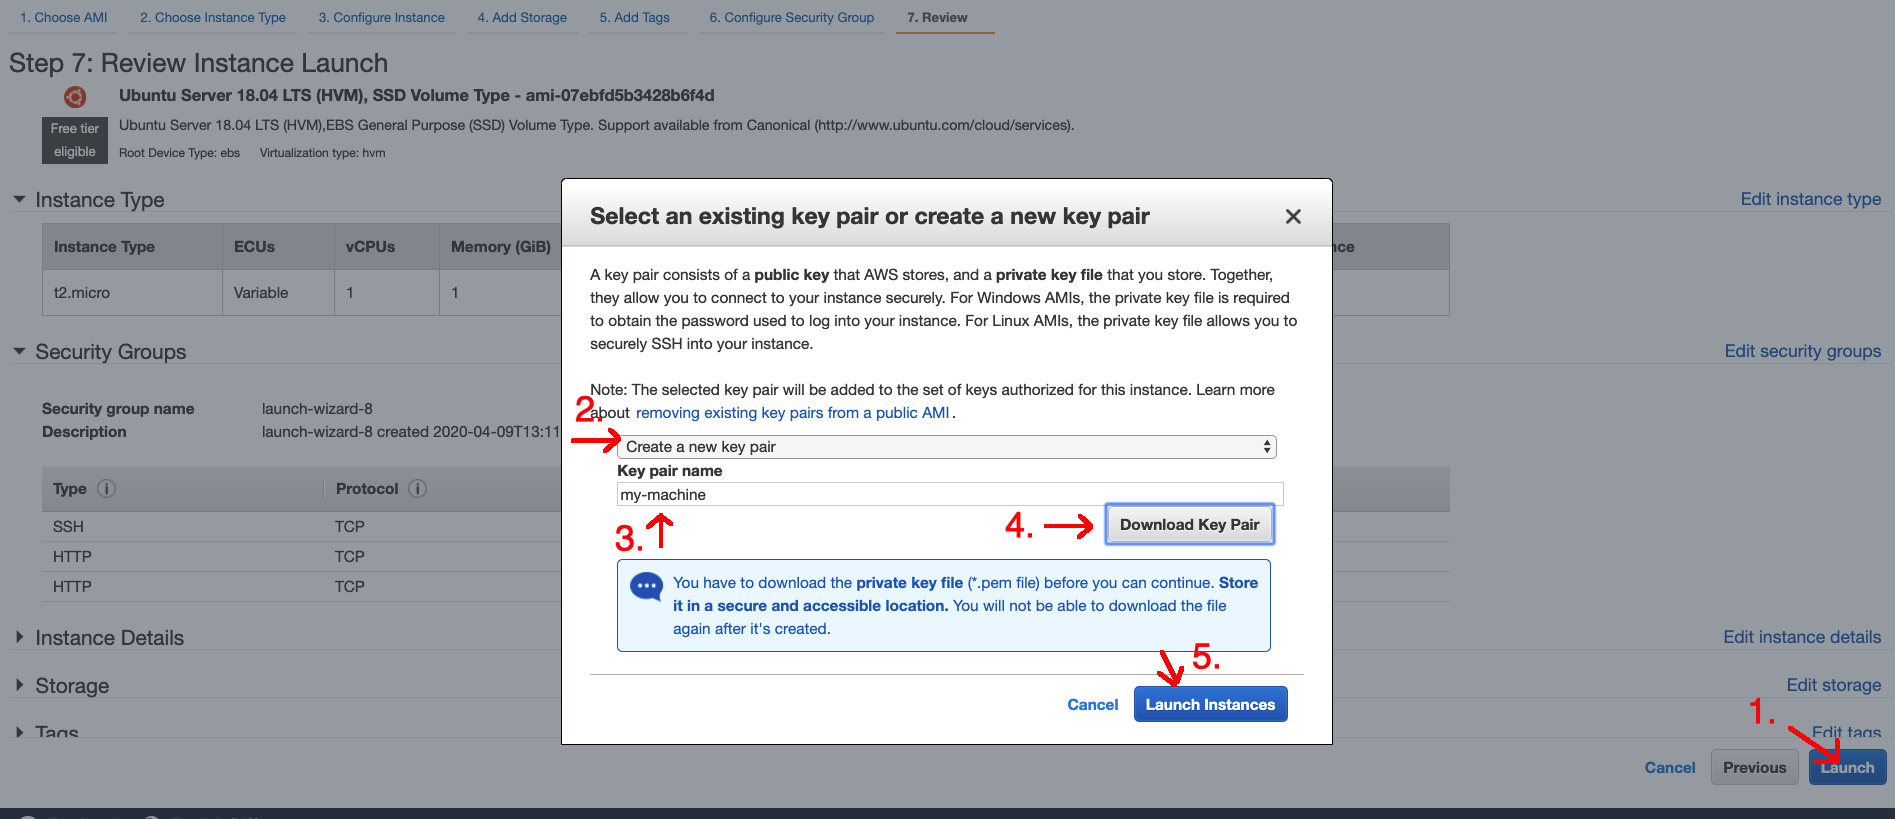 1. Choose AMI 2. Choose Instance Type 3. Configure Instance 4. Add Storage 5. Add Tags 6. Configure Security Group 7. Review
Step 7: Review Instance Launch
Ubuntu Server 18.04 LTS (HVM), SSD Volume Type - ami-07ebfd5b3428b6f4d
Free tier
eligible
Ubuntu Server 18.04 LTS (HVM),EBS General Purpose (SSD) Volume Type. Support available from Canonical (http://www.ubuntu.com/cloud/services).
Root Device Type: ebs Virtualization type: hvm
Instance Type
Edit instance type
Instance Type ECUs vCPUs Memory (GiB) nce
t2.micro Variable 1 1
Security Groups
Edit security groups
Security group name launch-wizard-8
Description launch-wizard-8 created 2020-04-09T13:11
Type Protocol
SSH TCP
HTTP TCP
HTTP TCP
Instance Details
Edit instance details
Storage
Edit storage
Tags
Edit tags
Cancel Previous Launch
1.
Select an existing key pair or create a new key pair
A key pair consists of a public key that AWS stores, and a private key file that you store. Together,
they allow you to connect to your instance securely. For Windows AMIs, the private key file is required
to obtain the password used to log into your instance. For Linux AMIs, the private key file allows you to
securely SSH into your instance.
Note: The selected key pair will be added to the set of keys authorized for this instance. Learn more
about removing existing key pairs from a public AMI .
2.
Create a new key pair
Key pair name
my-machine
3.
4.
Download Key Pair
You have to download the private key file (*.pem file) before you can continue. Store
it in a secure and accessible location. You will not be able to download the file
again after it's created.
5.
Cancel Launch Instances